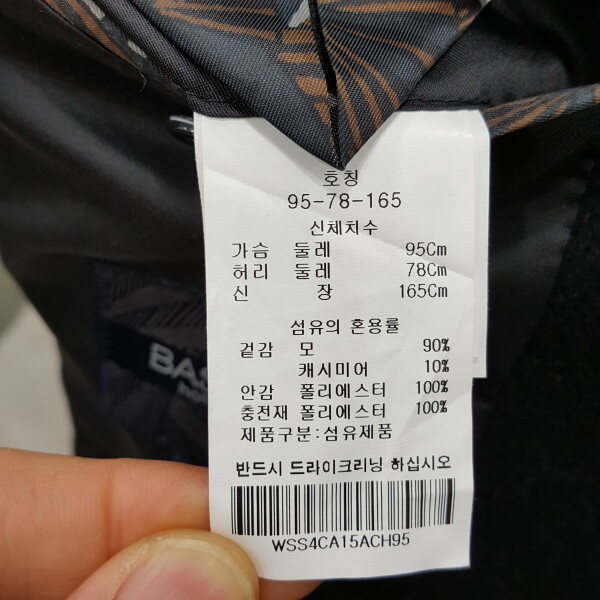 호칭
95-78-165
신체치수
가슴 둘레 95Cm
허리 둘레 78Cm
신 장 165Cm
섬유의 혼용률
겉감 모 90%
캐시미어 10%
안감 폴리에스터 100%
충전재 폴리에스터 100%
제품구분:섬유제품
반드시 드라이크리닝 하십시오
WSS4CA15ACH95